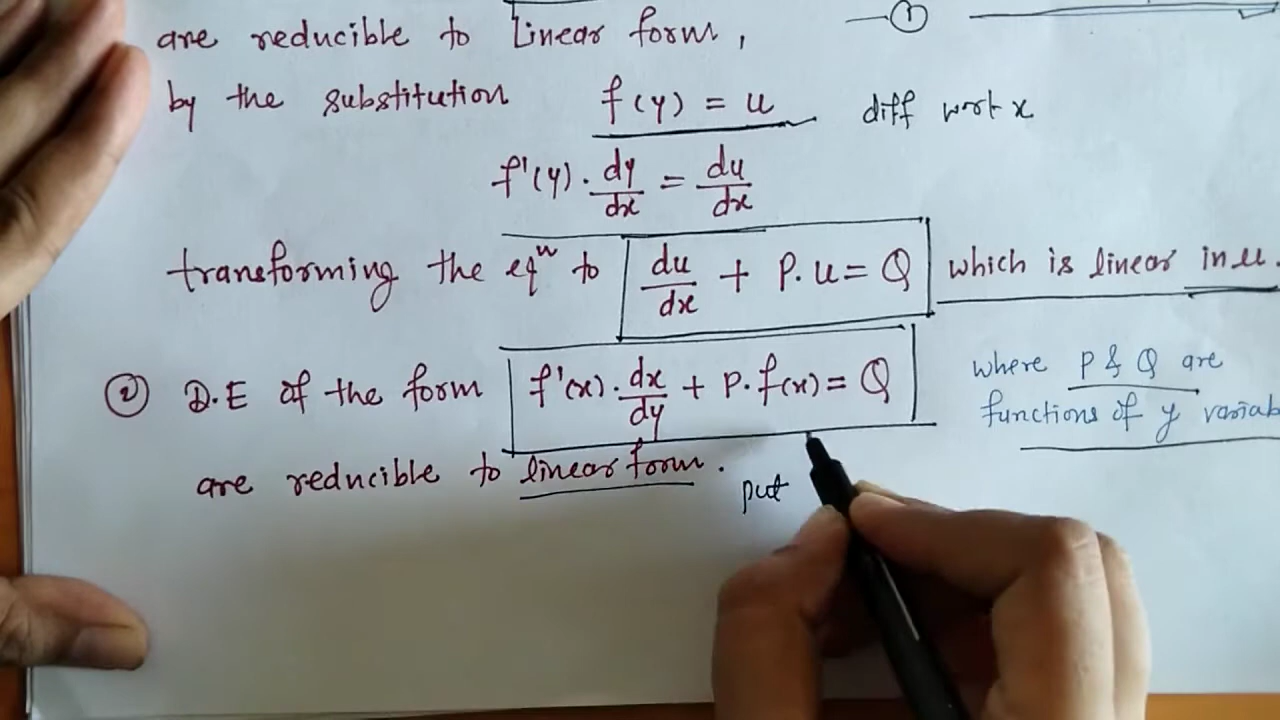 are reducible to Linear form, — ①
by the substitution f(y) = u diff wrt x
f'(y) · dy/dx = du/dx
transforming the eqⁿ to du/dx + P.u = Q which is linear in u.
② D.E of the form f'(x) · dx/dy + P. f(x) = Q where P & Q are
functions of y variab
are reducible to linear form. put